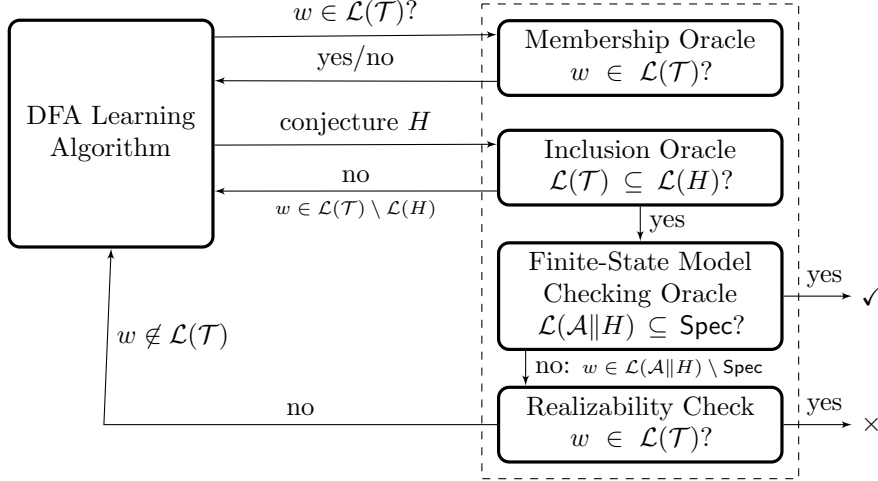 w ∈ ℒ(𝒯)?
yes/no
DFA Learning
Algorithm
Membership Oracle
w ∈ ℒ(𝒯)?
conjecture H
no
w ∈ ℒ(𝒯) \ ℒ(H)
Inclusion Oracle
ℒ(𝒯) ⊆ ℒ(H)?
yes
Finite-State Model
Checking Oracle
ℒ(𝒜∥H) ⊆ Spec?
yes
✓
no: w ∈ ℒ(𝒜∥H) \ Spec
w ∉ ℒ(𝒯)
no
Realizability Check
w ∈ ℒ(𝒯)?
yes
×